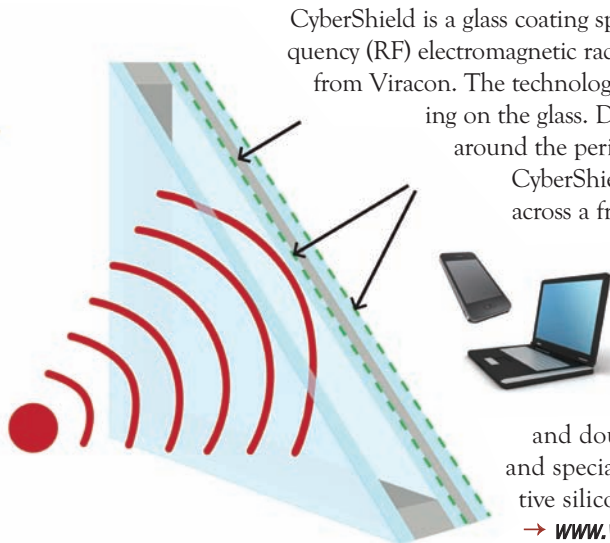 CyberShield is a glass coating sp
quency (RF) electromagnetic rad
from Viracon. The technolog
ing on the glass. D
around the peri
CyberShie
across a fr
and dou
and specia
tive silico
→ www.